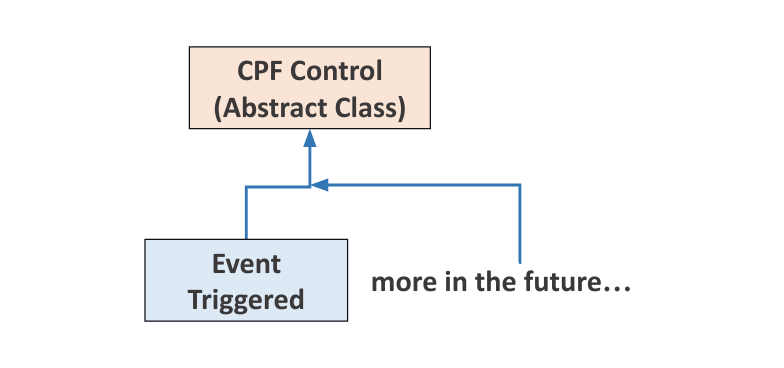 CPF Control
(Abstract Class)
Event
Triggered
more in the future...